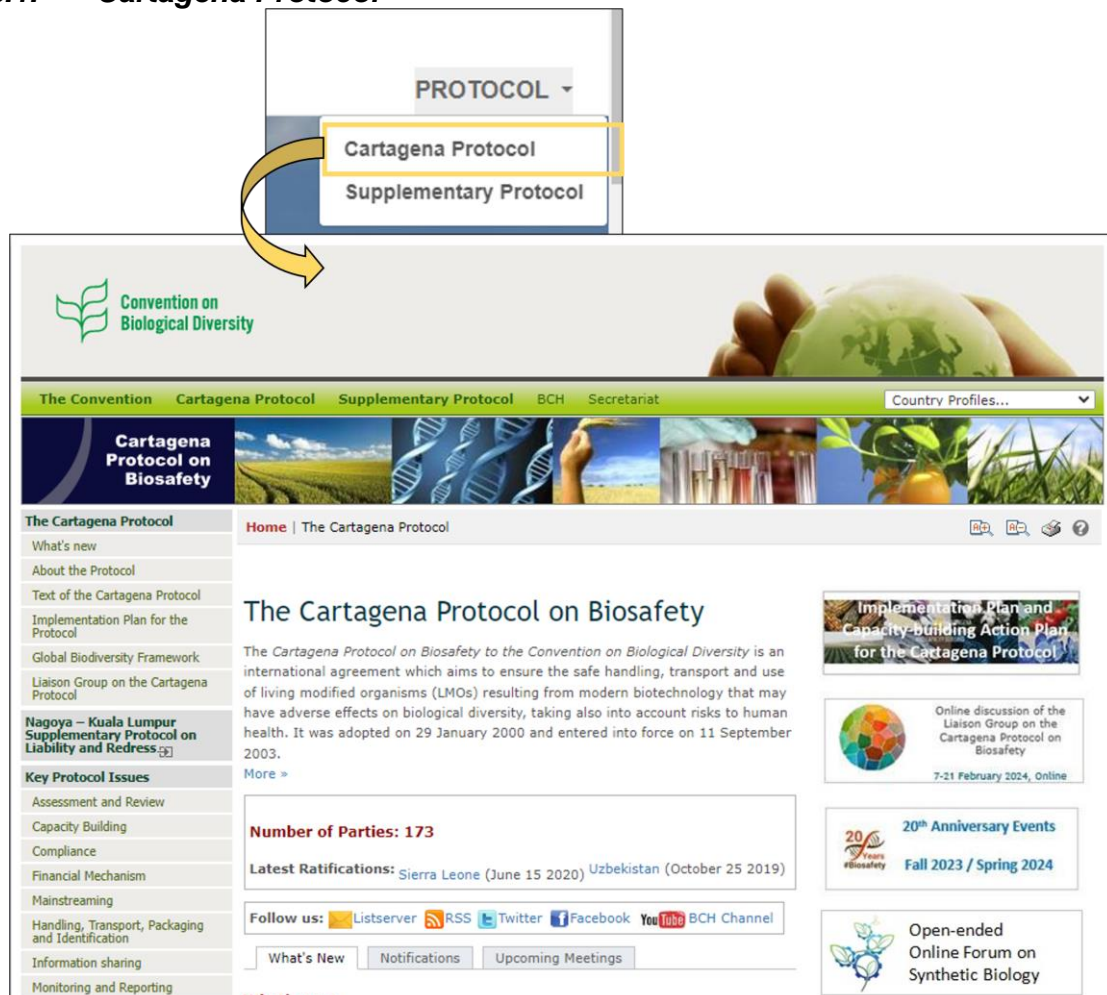 Cartagena Protocol
PROTOCOL
Cartagena Protocol
Supplementary Protocol
Convention on
Biological Diversity
The Convention Cartagena Protocol Supplementary Protocol BCH Secretariat Country Profiles...
Cartagena
Protocol on
Biosafety
The Cartagena Protocol
What's new
About the Protocol
Text of the Cartagena Protocol
Implementation Plan for the
Protocol
Global Biodiversity Framework
Liaison Group on the Cartagena
Protocol
Nagoya – Kuala Lumpur
Supplementary Protocol on
Liability and Redress
Key Protocol Issues
Assessment and Review
Capacity Building
Compliance
Financial Mechanism
Mainstreaming
Handling, Transport, Packaging
and Identification
Information sharing
Monitoring and Reporting
Home | The Cartagena Protocol
The Cartagena Protocol on Biosafety
The Cartagena Protocol on Biosafety to the Convention on Biological Diversity is an
international agreement which aims to ensure the safe handling, transport and use
of living modified organisms (LMOs) resulting from modern biotechnology that may
have adverse effects on biological diversity, taking also into account risks to human
health. It was adopted on 29 January 2000 and entered into force on 11 September
2003.
More »
Number of Parties: 173
Latest Ratifications: Sierra Leone (June 15 2020) Uzbekistan (October 25 2019)
Follow us: Listserver RSS Twitter Facebook YouTube BCH Channel
What's New Notifications Upcoming Meetings
Implementation Plan and
Capacity-building Action Plan
for the Cartagena Protocol
Online discussion of the
Liaison Group on the
Cartagena Protocol on
Biosafety
7-21 February 2024, Online
20 Years
#Biosafety
20th Anniversary Events
Fall 2023 / Spring 2024
Open-ended
Online Forum on
Synthetic Biology